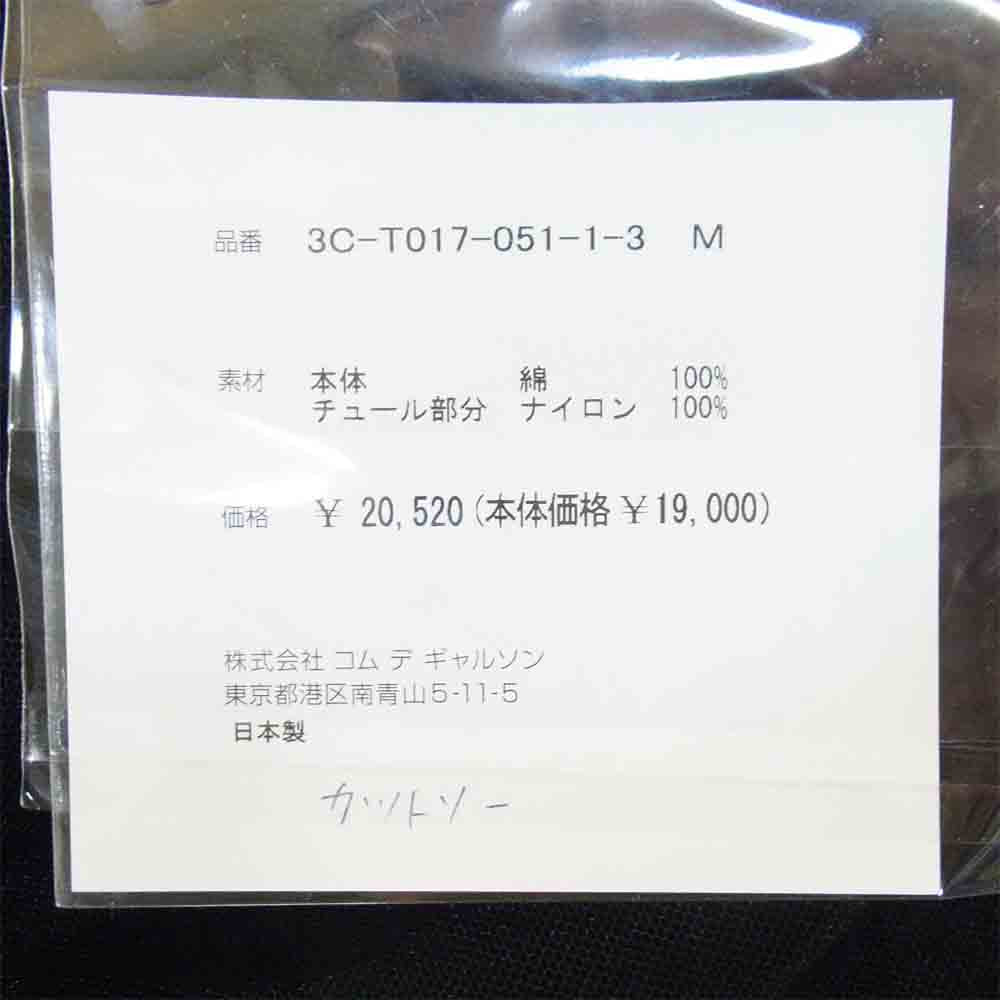 品番 3C-T017-051-1-3 M
素材 本体 綿 100%
チュール部分 ナイロン 100%
価格 ¥ 20,520(本体価格¥19,000)
株式会社 コム デ ギャルソン
東京都港区南青山5-11-5
日本製
カットソー